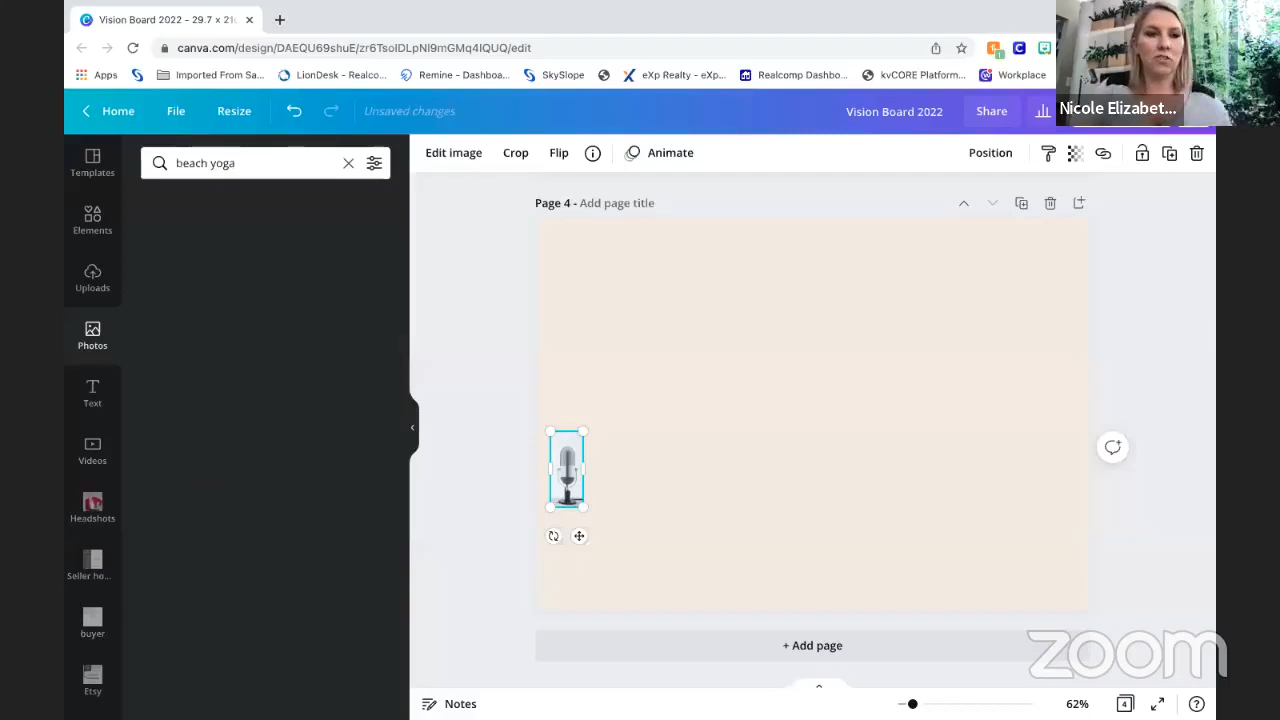 Vision Board 2022 – 29.7 x 21
canva.com/design/DAEQU69shuE/zr6TsoIDLpNI9mGMq4IQUQ/edit
Apps
Imported From Sa...
LionDesk - Realco...
Remine - Dashboa...
SkySlope
eXp Realty - eXp...
Realcomp Dashbo...
kvCORE Platform...
Workplace
Nicole Elizabet...
Home
File
Resize
Unsaved changes
Vision Board 2022
Share
Templates
Elements
Uploads
Photos
Text
Videos
Headshots
Seller ho...
buyer
Etsy
beach yoga
Edit image
Crop
Flip
Animate
Position
Page 4 - Add page title
+ Add page
Notes
62%
4
zoom